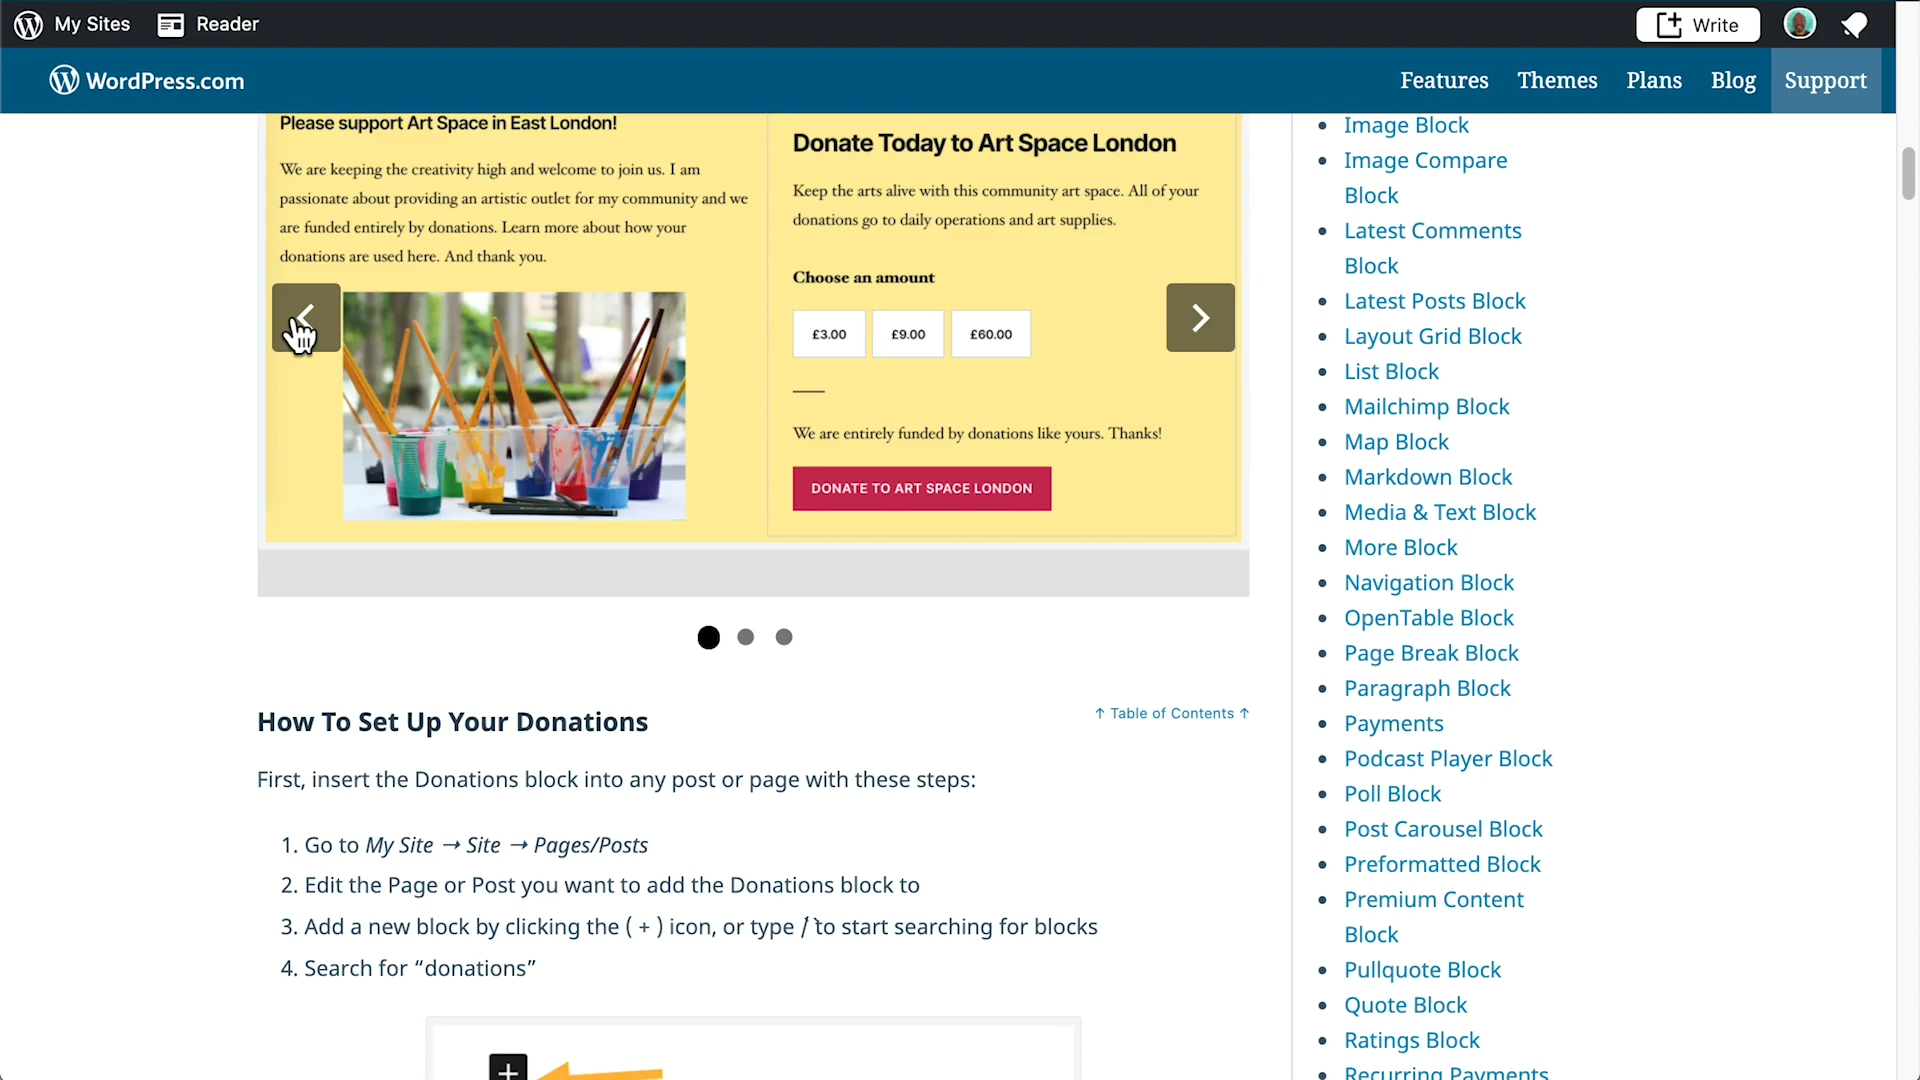 My Sites
Reader
Write
WordPress.com
Features
Themes
Plans
Blog
Support
Please support Art Space in East London!
We are keeping the creativity high and welcome to join us. I am
passionate about providing an artistic outlet for my community and we
are funded entirely by donations. Learn more about how your
donations are used here. And thank you.
Donate Today to Art Space London
Keep the arts alive with this community art space. All of your
donations go to daily operations and art supplies.
Choose an amount
£3.00
£9.00
£60.00
We are entirely funded by donations like yours. Thanks!
DONATE TO ART SPACE LONDON
How To Set Up Your Donations
↑ Table of Contents ↑
First, insert the Donations block into any post or page with these steps:
1. Go to My Site → Site → Pages/Posts
2. Edit the Page or Post you want to add the Donations block to
3. Add a new block by clicking the ( + ) icon, or type / to start searching for blocks
4. Search for “donations”
Image Block
Image Compare
Block
Latest Comments
Block
Latest Posts Block
Layout Grid Block
List Block
Mailchimp Block
Map Block
Markdown Block
Media & Text Block
More Block
Navigation Block
OpenTable Block
Page Break Block
Paragraph Block
Payments
Podcast Player Block
Poll Block
Post Carousel Block
Preformatted Block
Premium Content
Block
Pullquote Block
Quote Block
Ratings Block
Recurring Payments